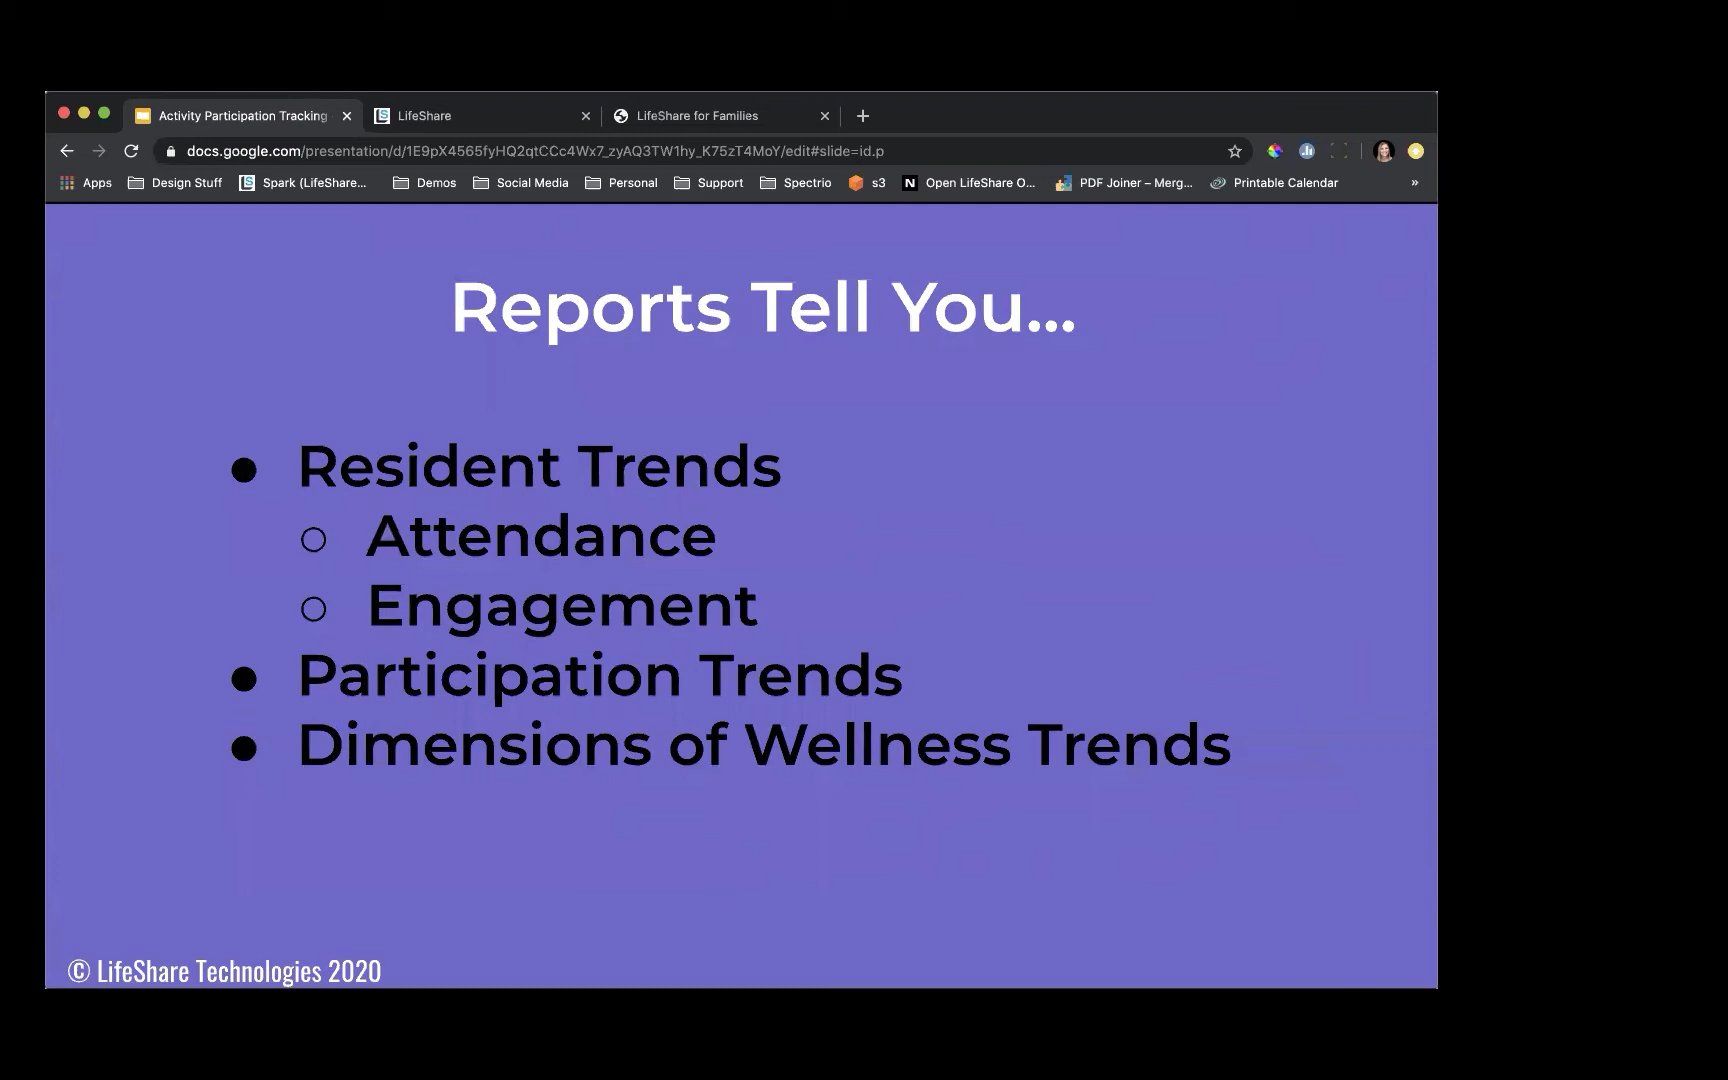 Activity Participation Tracking
LifeShare
LifeShare for Families
docs.google.com/presentation/d/1E9pX4565fyHQ2qtCCc4Wx7_zyAQ3TW1hy_K75zT4MoY/edit#slide=id.p
Apps Design Stuff Spark (LifeShare... Demos Social Media Personal Support Spectrio s3 Open LifeShare O... PDF Joiner – Merg... Printable Calendar »
Reports Tell You...
● Resident Trends
○ Attendance
○ Engagement
● Participation Trends
● Dimensions of Wellness Trends
© LifeShare Technologies 2020